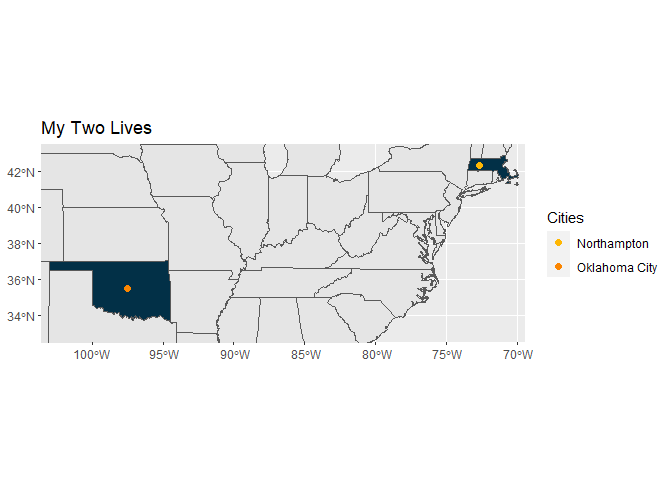 My Two Lives
42°N
40°N
38°N
36°N
34°N
100°W
95°W
90°W
85°W
80°W
75°W
70°W
Cities
Northampton
Oklahoma City